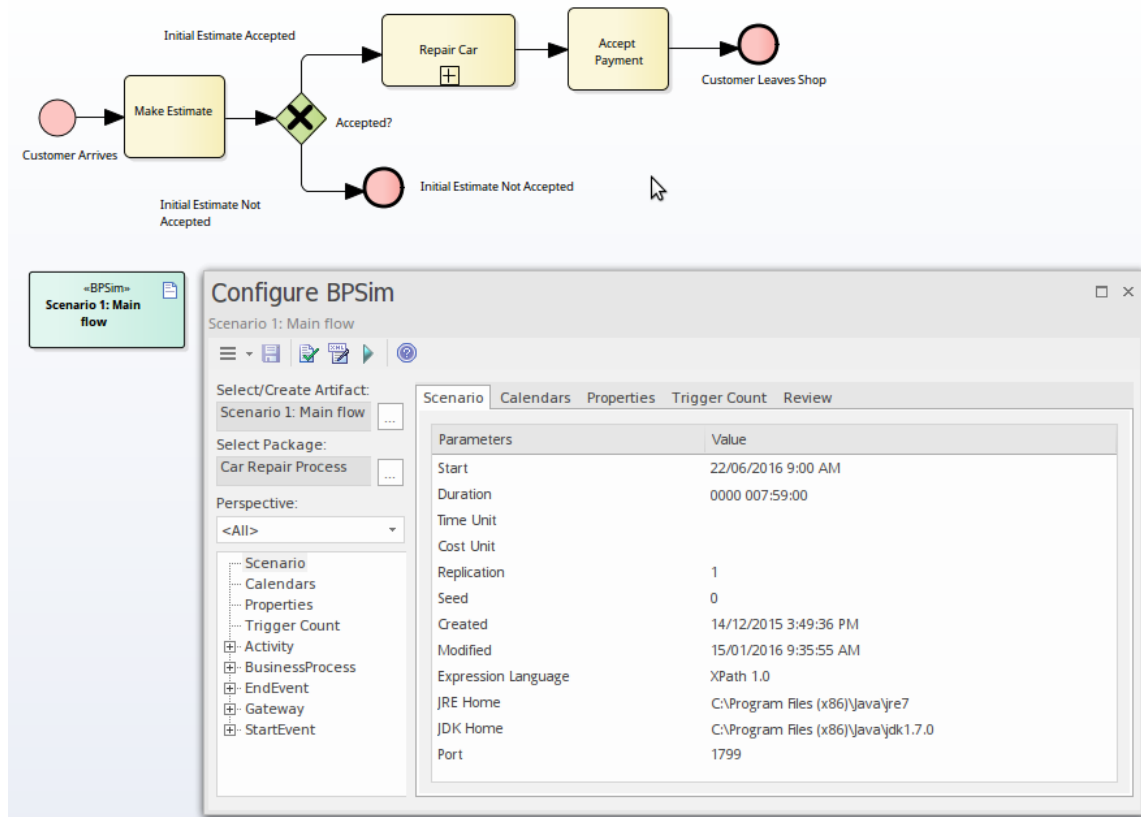 Initial Estimate Accepted
Repair Car
Accept
Payment
Customer Leaves Shop
Make Estimate
Accepted?
Customer Arrives
Initial Estimate Not Accepted
Initial Estimate Not
Accepted
«BPSim»
Scenario 1: Main
flow
Configure BPSim
Scenario 1: Main flow
Select/Create Artifact:
Scenario 1: Main flow
...
Select Package:
Car Repair Process
...
Perspective:
<All>
Scenario
Calendars
Properties
Trigger Count
Activity
BusinessProcess
EndEvent
Gateway
StartEvent
Scenario Calendars Properties Trigger Count Review
Parameters Value
Start 22/06/2016 9:00 AM
Duration 0000 007:59:00
Time Unit
Cost Unit
Replication 1
Seed 0
Created 14/12/2015 3:49:36 PM
Modified 15/01/2016 9:35:55 AM
Expression Language XPath 1.0
JRE Home C:\Program Files (x86)\Java\jre7
JDK Home C:\Program Files (x86)\Java\jdk1.7.0
Port 1799